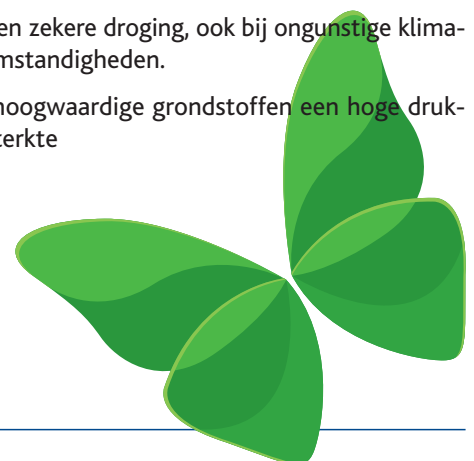 en zekere droging, ook bij ongunstige klima-
mstandigheden.
hoogwaardige grondstoffen een hoge druk-
terkte